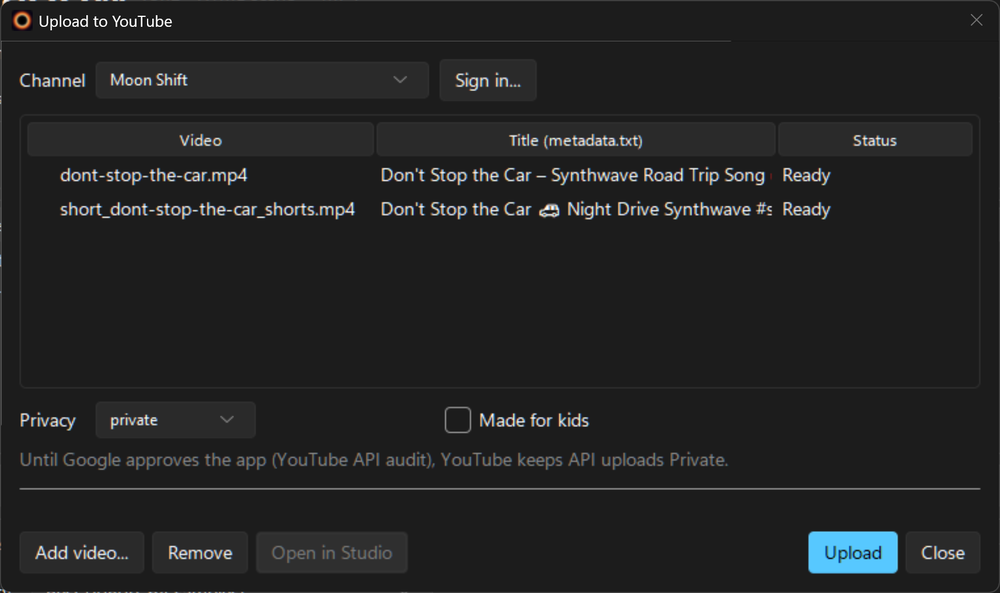 Upload to YouTube
Channel Moon Shift Sign in...
Video Title (metadata.txt) Status
dont-stop-the-car.mp4 Don't Stop the Car – Synthwave Road Trip Song Ready
short_dont-stop-the-car_shorts.mp4 Don't Stop the Car 🚗 Night Drive Synthwave #s Ready
Privacy private Made for kids
Until Google approves the app (YouTube API audit), YouTube keeps API uploads Private.
Add video... Remove Open in Studio Upload Close